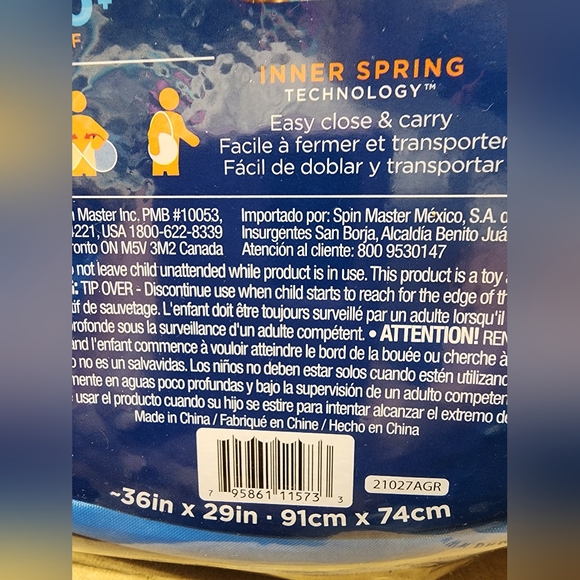 F
INNER SPRING
TECHNOLOGY™
Easy close & carry
Facile à fermer et transporter
Fácil de doblar y transportar
Master Inc. PMB #10053,
4221, USA 1800-622-8339
ronto ON M5V 3M2 Canada
Importado por: Spin Master México, S.A. d
Insurgentes San Borja, Alcaldía Benito Juá
Atención al cliente: 800 9530147
o not leave child unattended while product is in use. This product is a toy
: TIP OVER - Discontinue use when child starts to reach for the edge of th
tif de sauvetage. L'enfant doit être toujours surveillé par un adulte lorsqu'il
rofonde sous la surveillance d'un adulte compétent. • ATTENTION! REN
and l'enfant commence à vouloir atteindre le bord de la bouée ou cherche à
o no es un salvavidas. Los niños no deben estar solos cuando estén utilizand
mente en aguas poco profundas y bajo la supervisión de un adulto competen
usar el producto cuando su hijo se estire para intentar alcanzar el extremo de
Made in China / Fabriqué en Chine / Hecho en China
7 95861 11573 3
21027AGR
~36in x 29in · 91cm x 74cm